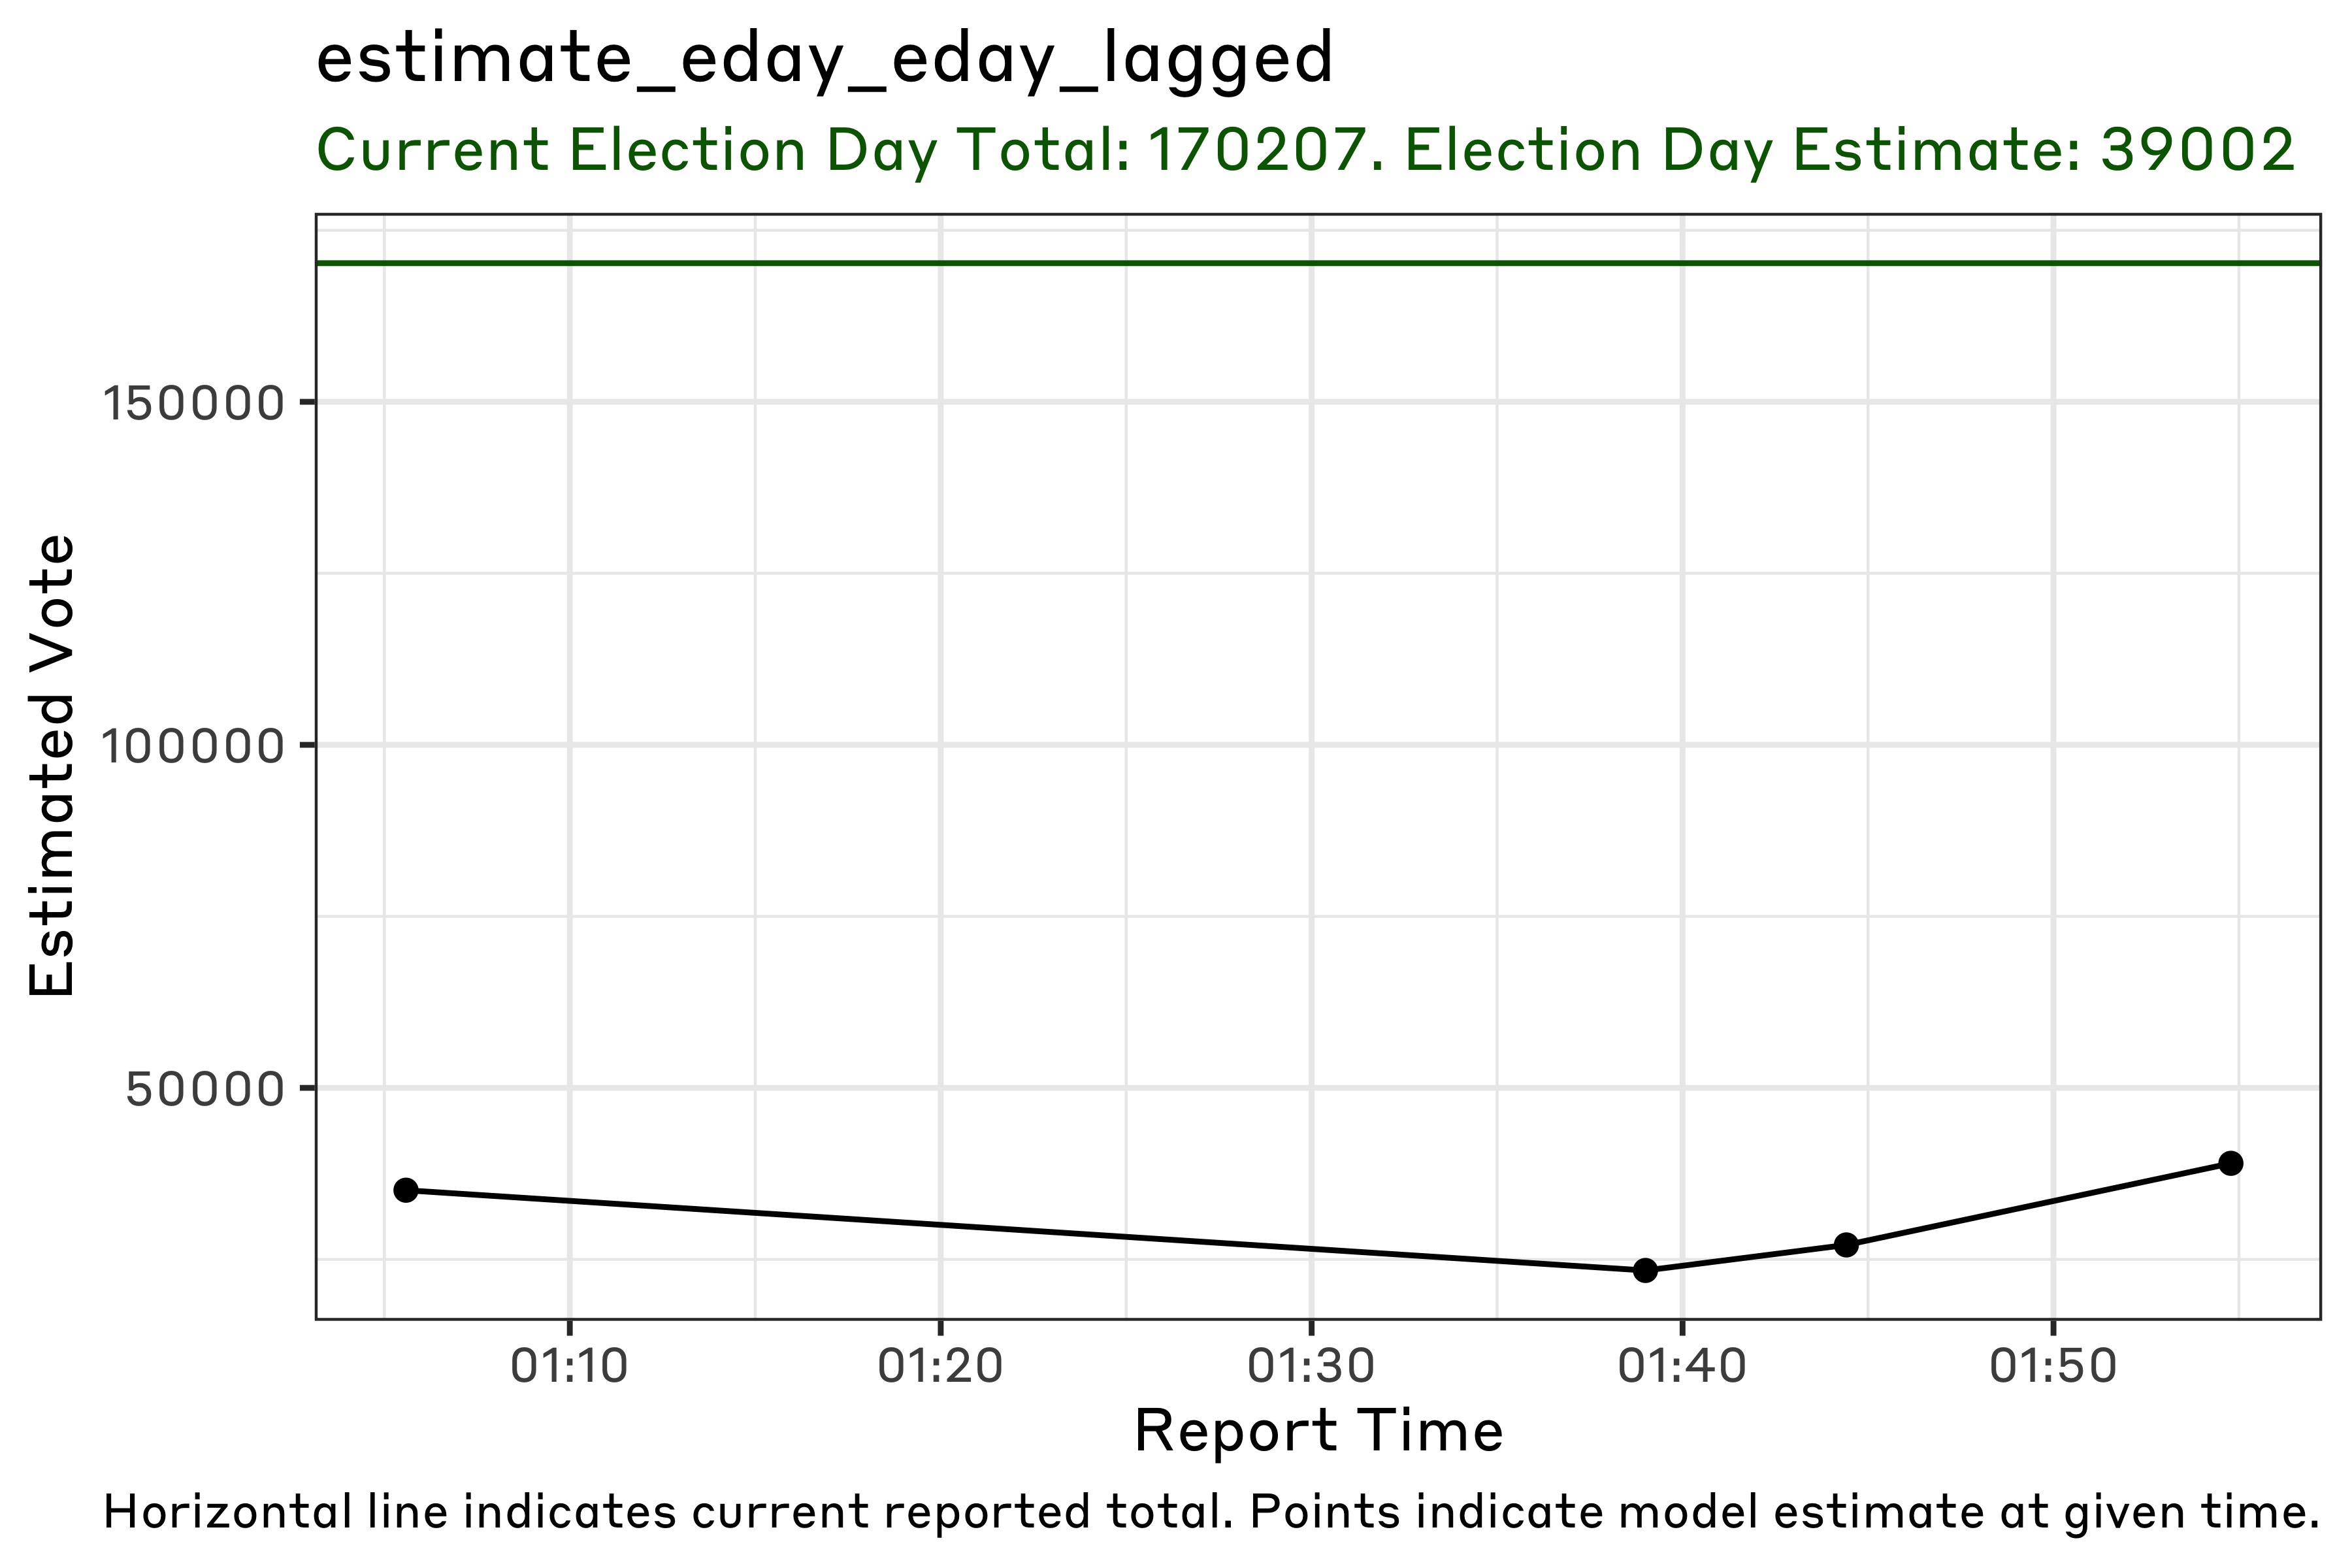 estimate_eday_eday_lagged
Current Election Day Total: 170207. Election Day Estimate: 39002
Estimated Vote
150000
100000
50000
01:10 01:20 01:30 01:40 01:50
Report Time
Horizontal line indicates current reported total. Points indicate model estimate at given time.